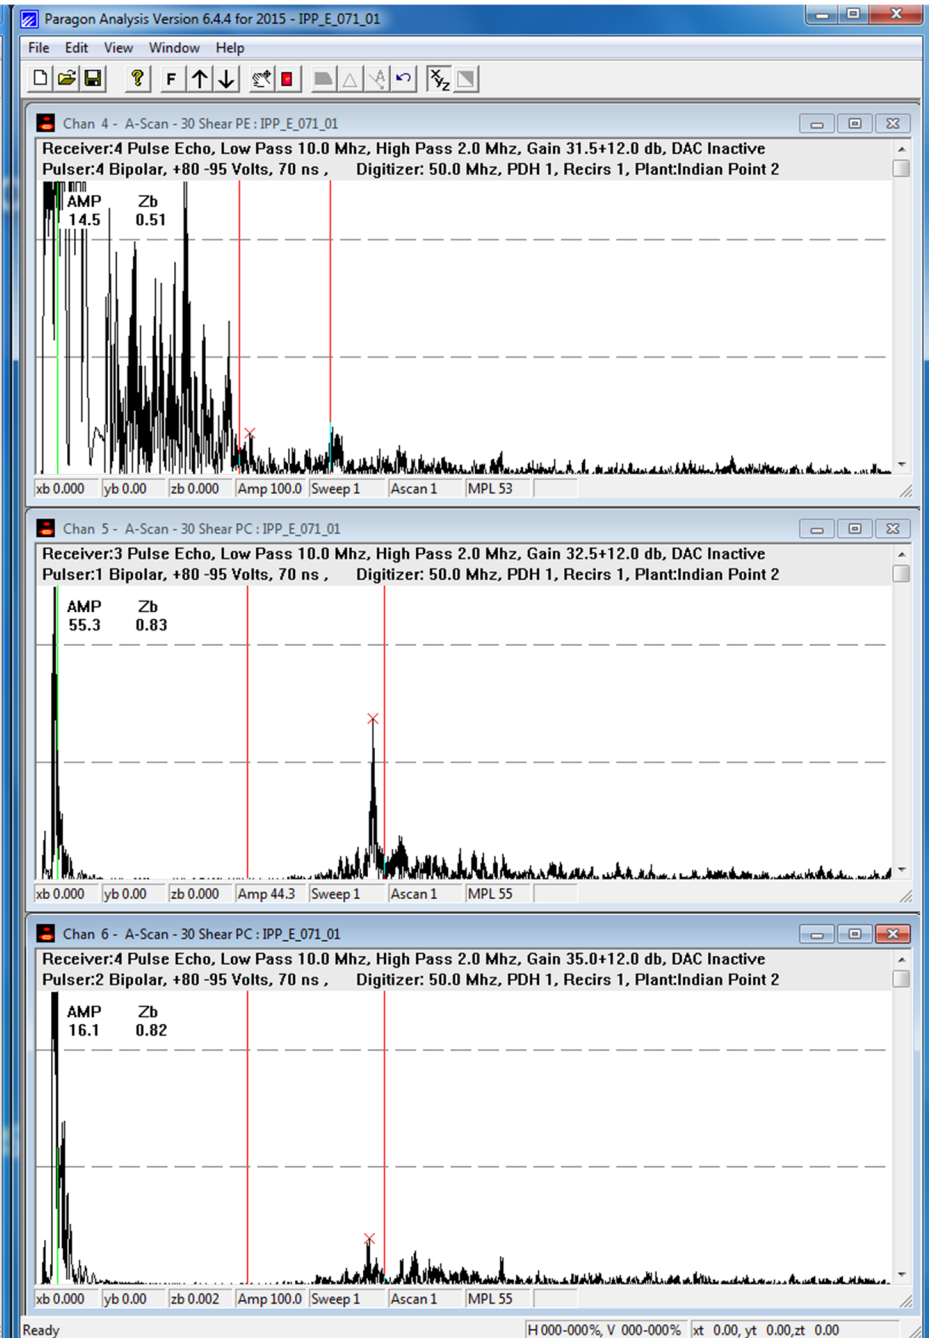 Paragon Analysis Version 6.4.4 for 2015 - IPP_E_071_01
File Edit View Window Help
F
XYZ
Chan 4 - A-Scan - 30 Shear PE : IPP_E_071_01
Receiver:4 Pulse Echo, Low Pass 10.0 Mhz, High Pass 2.0 Mhz, Gain 31.5+12.0 db, DAC Inactive
Pulser:4 Bipolar, +80 -95 Volts, 70 ns , Digitizer: 50.0 Mhz, PDH 1, Recirs 1, Plant:Indian Point 2
AMP Zb
14.5 0.51
xb 0.000 yb 0.00 zb 0.000 Amp 100.0 Sweep 1 Ascan 1 MPL 53
Chan 5 - A-Scan - 30 Shear PC : IPP_E_071_01
Receiver:3 Pulse Echo, Low Pass 10.0 Mhz, High Pass 2.0 Mhz, Gain 32.5+12.0 db, DAC Inactive
Pulser:1 Bipolar, +80 -95 Volts, 70 ns , Digitizer: 50.0 Mhz, PDH 1, Recirs 1, Plant:Indian Point 2
AMP Zb
55.3 0.83
xb 0.000 yb 0.00 zb 0.000 Amp 44.3 Sweep 1 Ascan 1 MPL 55
Chan 6 - A-Scan - 30 Shear PC : IPP_E_071_01
Receiver:4 Pulse Echo, Low Pass 10.0 Mhz, High Pass 2.0 Mhz, Gain 35.0+12.0 db, DAC Inactive
Pulser:2 Bipolar, +80 -95 Volts, 70 ns , Digitizer: 50.0 Mhz, PDH 1, Recirs 1, Plant:Indian Point 2
AMP Zb
16.1 0.82
xb 0.000 yb 0.00 zb 0.002 Amp 100.0 Sweep 1 Ascan 1 MPL 55
Ready H 000-000%, V 000-000% xt 0.00, yt 0.00,zt 0.00